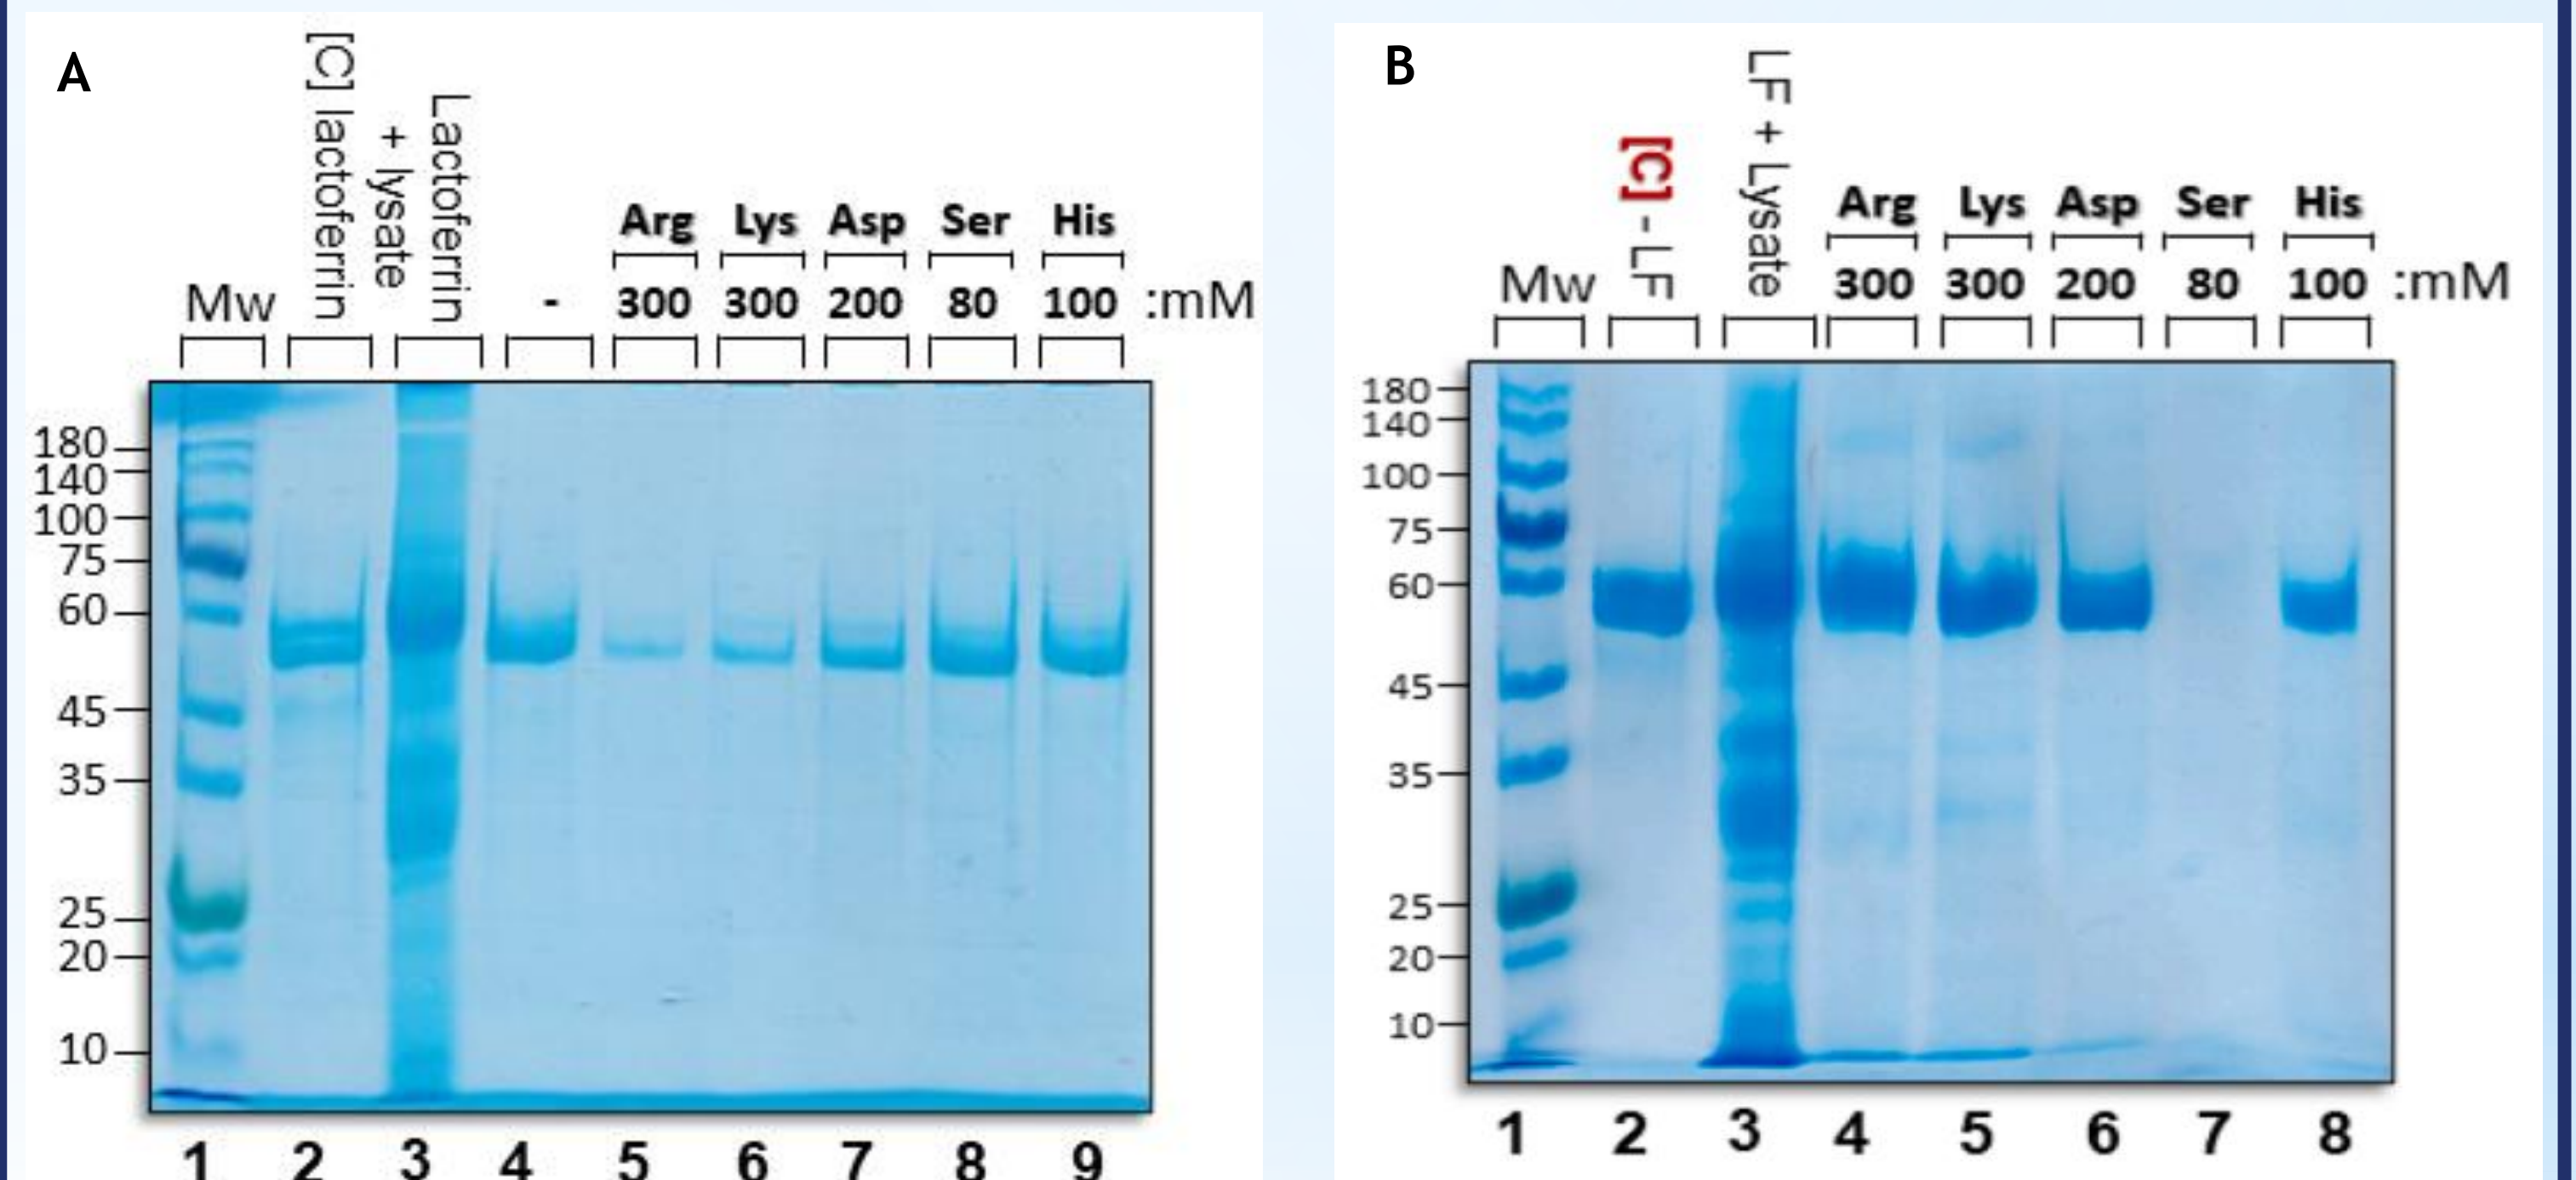 A
[C] lactoferrin
Lactoferrin
+ lysate
Arg Lys Asp Ser His
Mw - 300 300 200 80 100 :mM
180
140
100
75
60
45
35
25
20
10
1 2 3 4 5 6 7 8 9
B
[C] - LF
LF + Lysate
Arg Lys Asp Ser His
Mw 300 300 200 80 100 :mM
180
140
100
75
60
45
35
25
20
10
1 2 3 4 5 6 7 8